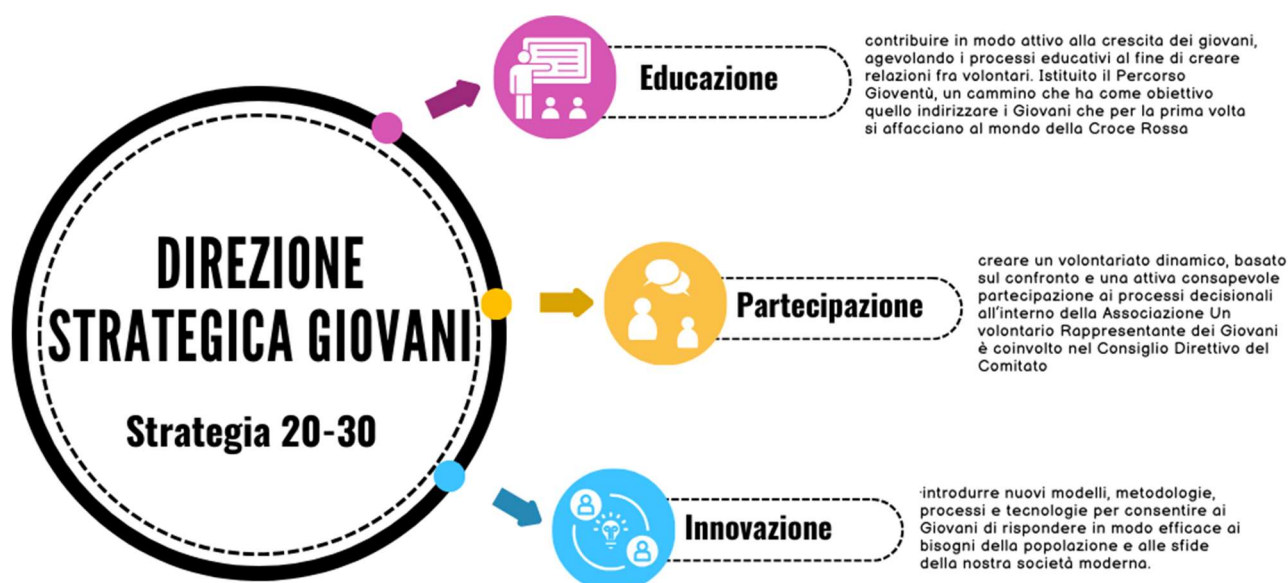 DIREZIONE
STRATEGICA GIOVANI
Strategia 20-30
Educazione
contribuire in modo attivo alla crescita dei giovani,
agevolando i processi educativi al fine di creare
relazioni fra volontari. Istituito il Percorso
Gioventù, un cammino che ha come obiettivo
quello indirizzare i Giovani che per la prima volta
si affacciano al mondo della Croce Rossa
Partecipazione
creare un volontariato dinamico, basato
sul confronto e una attiva consapevole
partecipazione ai processi decisionali
all'interno della Associazione Un
volontario Rappresentante dei Giovani
è coinvolto nel Consiglio Direttivo del
Comitato
Innovazione
·introdurre nuovi modelli, metodologie,
processi e tecnologie per consentire ai
Giovani di rispondere in modo efficace ai
bisogni della popolazione e alle sfide
della nostra società moderna.